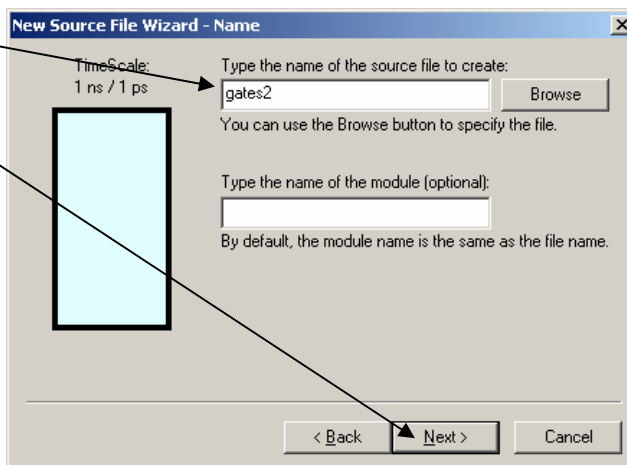 New Source File Wizard - Name
TimeScale:
1 ns / 1 ps
Type the name of the source file to create:
gates2
Browse
You can use the Browse button to specify the file.
Type the name of the module (optional):
By default, the module name is the same as the file name.
< Back
Next >
Cancel